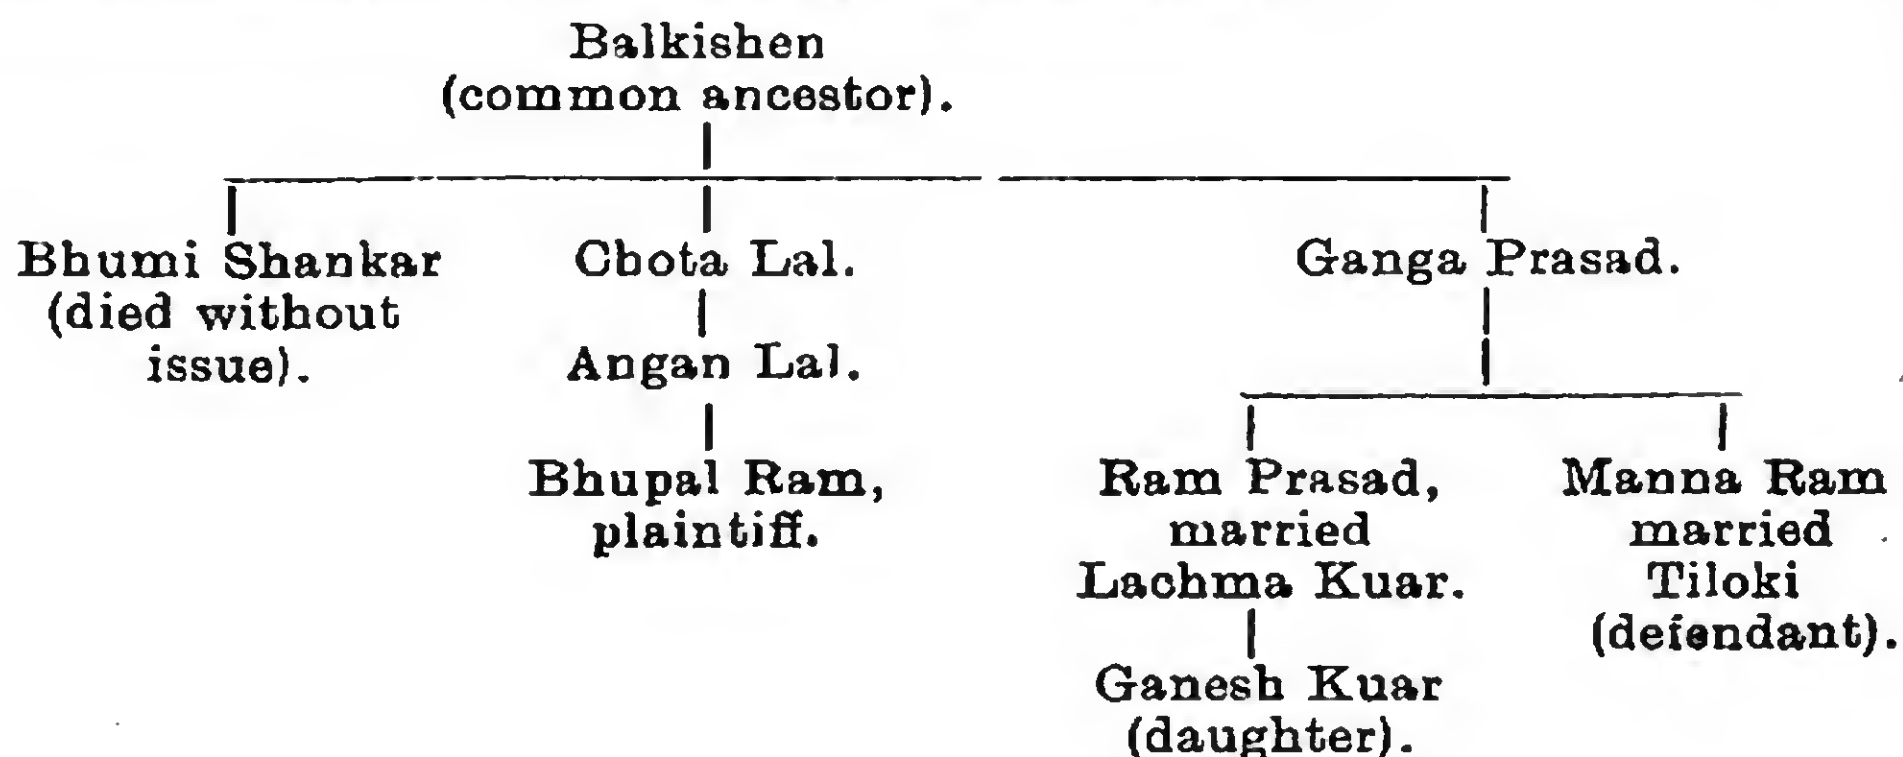 Balkishen
(common ancestor).
Bhumi Shankar
(died without
issue).
Chota Lal.
Angan Lal.
Bhupal Ram,
plaintiff.
Ganga Prasad.
Ram Prasad,
married
Lachma Kuar.
Ganesh Kuar
(daughter).
Manna Ram
married
Tiloki
(defendant).